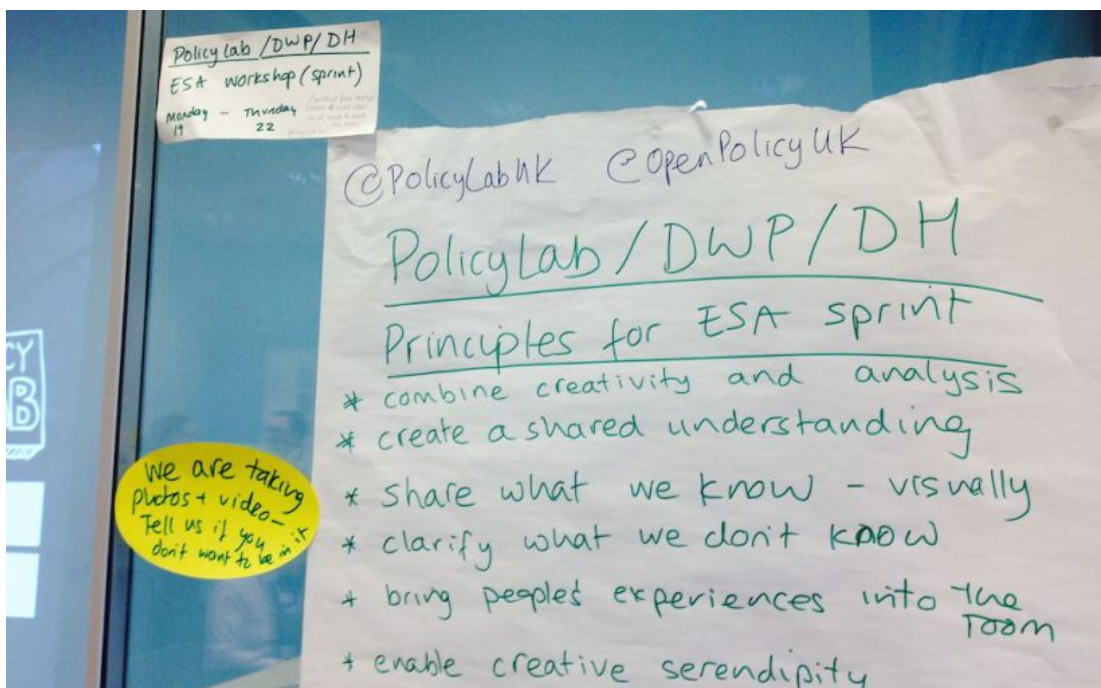 Policy Lab /DWP/DH
ESA workshop (sprint)
Monday - Thursday
19 22
@PolicyLabUK @OpenPolicyUK
PolicyLab/DWP/DH
Principles for ESA sprint
* combine creativity and analysis
* create a shared understanding
* share what we know - visually
* clarify what we don't know
* bring peoples experiences into the
room
* enable creative serendipity
CY
AB
we are taking
photos + video-
Tell us if you
don't want to be in it